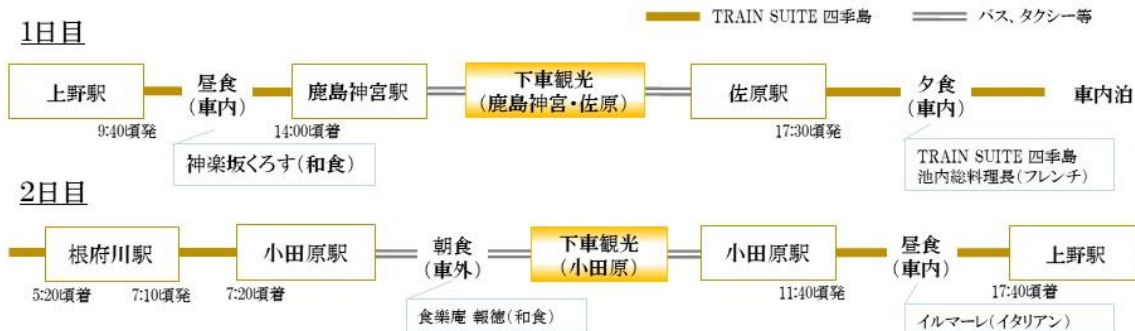 TRAIN SUITE 四季島
バス、タクシー等
1日目
上野駅
9:40頃発
昼食
(車内)
神楽坂くろす(和食)
鹿島神宮駅
14:00頃着
下車観光
(鹿島神宮・佐原)
佐原駅
17:30頃発
夕食
(車内)
TRAIN SUITE 四季島
池内総料理長(フレンチ)
車内泊
2日目
根府川駅
5:20頃着
7:10頃発
小田原駅
7:20頃着
朝食
(車外)
食楽庵 報徳(和食)
下車観光
(小田原)
小田原駅
11:40頃発
昼食
(車内)
イルマーレ(イタリアン)
上野駅
17:40頃着